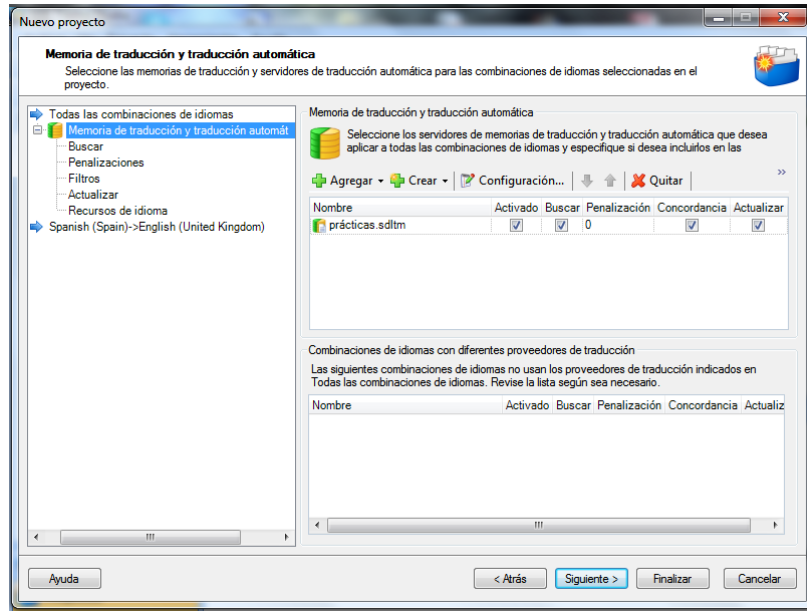 Nuevo proyecto
Memoria de traducción y traducción automática
Seleccione las memorias de traducción y servidores de traducción automática para las combinaciones de idiomas seleccionadas en el
proyecto.
Todas las combinaciones de idiomas
Memoria de traducción y traducción automát
Buscar
Penalizaciones
Filtros
Actualizar
Recursos de idioma
Spanish (Spain)->English (United Kingdom)
Memoria de traducción y traducción automática
Seleccione los servidores de memorias de traducción y traducción automática que desea
aplicar a todas las combinaciones de idiomas y especifique si desea incluirlos en las
Agregar Crear Configuración... Quitar »
Nombre Activado Buscar Penalización Concordancia Actualizar
prácticas.sdltm 0
Combinaciones de idiomas con diferentes proveedores de traducción
Las siguientes combinaciones de idiomas no usan los proveedores de traducción indicados en
Todas las combinaciones de idiomas. Revise la lista según sea necesario.
Nombre Activado Buscar Penalización Concordancia Actualiz
Ayuda < Atrás Siguiente > Finalizar Cancelar